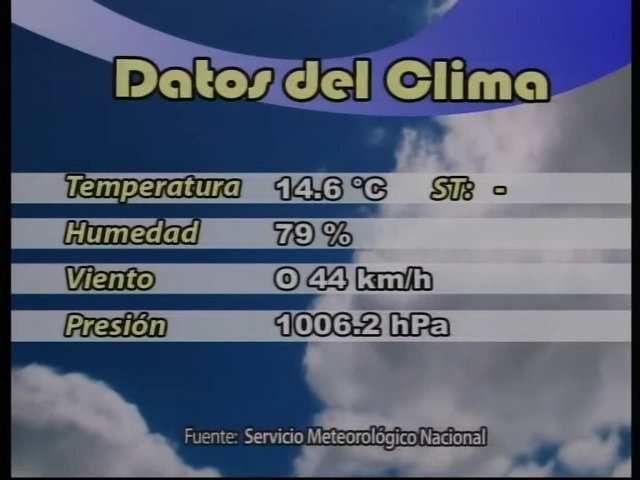 Datos del Clima
Temperatura 14.6 °C ST: -
Humedad 79 %
Viento O 44 km/h
Presión 1006.2 hPa
Fuente: Servicio Meteorológico Nacional